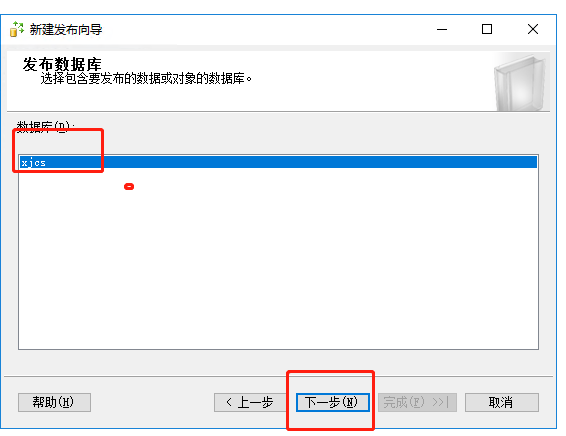 新建发布向导
发布数据库
选择包含要发布的数据或对象的数据库。
数据库(D):
xjcs
帮助(H)
< 上一步
下一步(N)
完成(F) >>|
取消